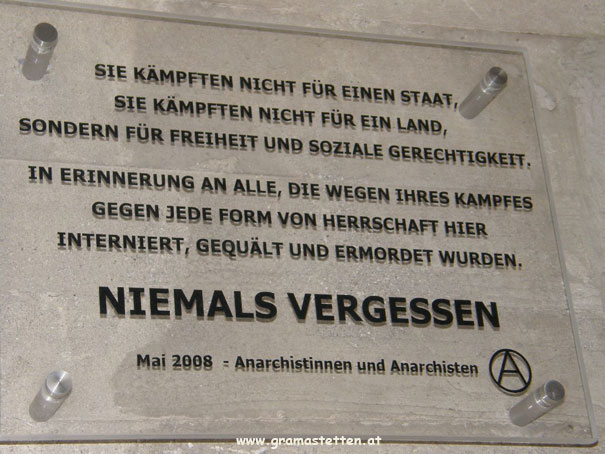 SIE KÄMPFTEN NICHT FÜR EINEN STAAT,
SIE KÄMPFTEN NICHT FÜR EIN LAND,
SONDERN FÜR FREIHEIT UND SOZIALE GERECHTIGKEIT.
IN ERINNERUNG AN ALLE, DIE WEGEN IHRES KAMPFES
GEGEN JEDE FORM VON HERRSCHAFT HIER
INTERNIERT, GEQUÄLT UND ERMORDET WURDEN.
NIEMALS VERGESSEN
Mai 2008 - Anarchistinnen und Anarchisten Ⓐ
www.gramastetten.at